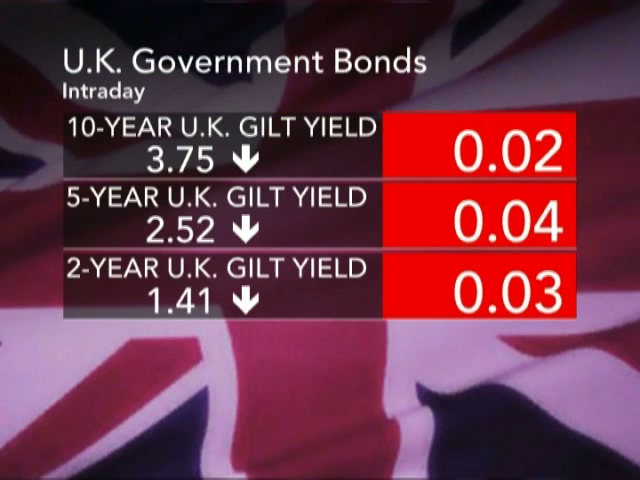 U.K. Government Bonds
Intraday
10-YEAR U.K. GILT YIELD
3.75 ↓ 0.02
5-YEAR U.K. GILT YIELD
2.52 ↓ 0.04
2-YEAR U.K. GILT YIELD
1.41 ↓ 0.03